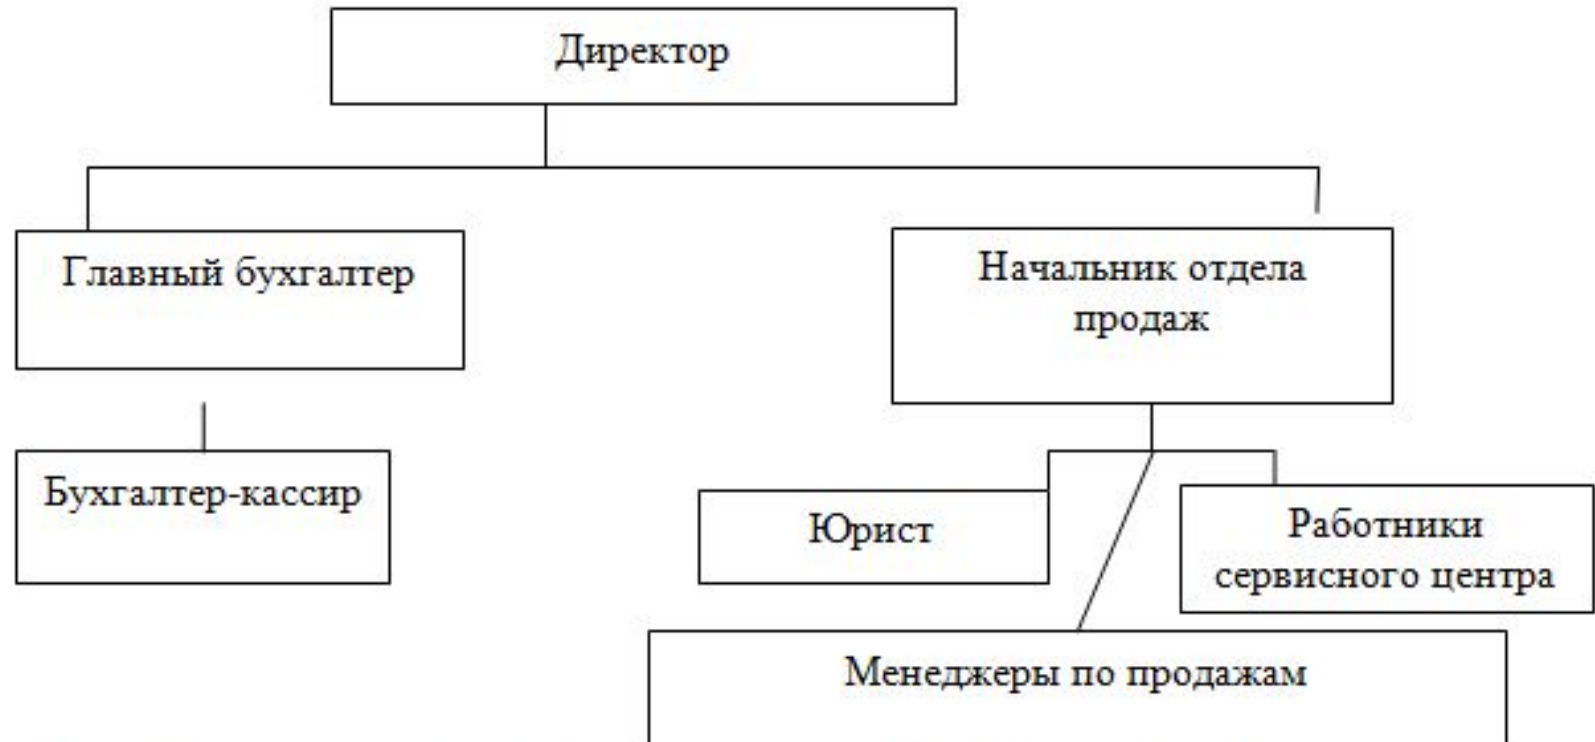 Директор
Главный бухгалтер
Начальник отдела
продаж
Бухгалтер-кассир
Юрист
Работники
сервисного центра
Менеджеры по продажам